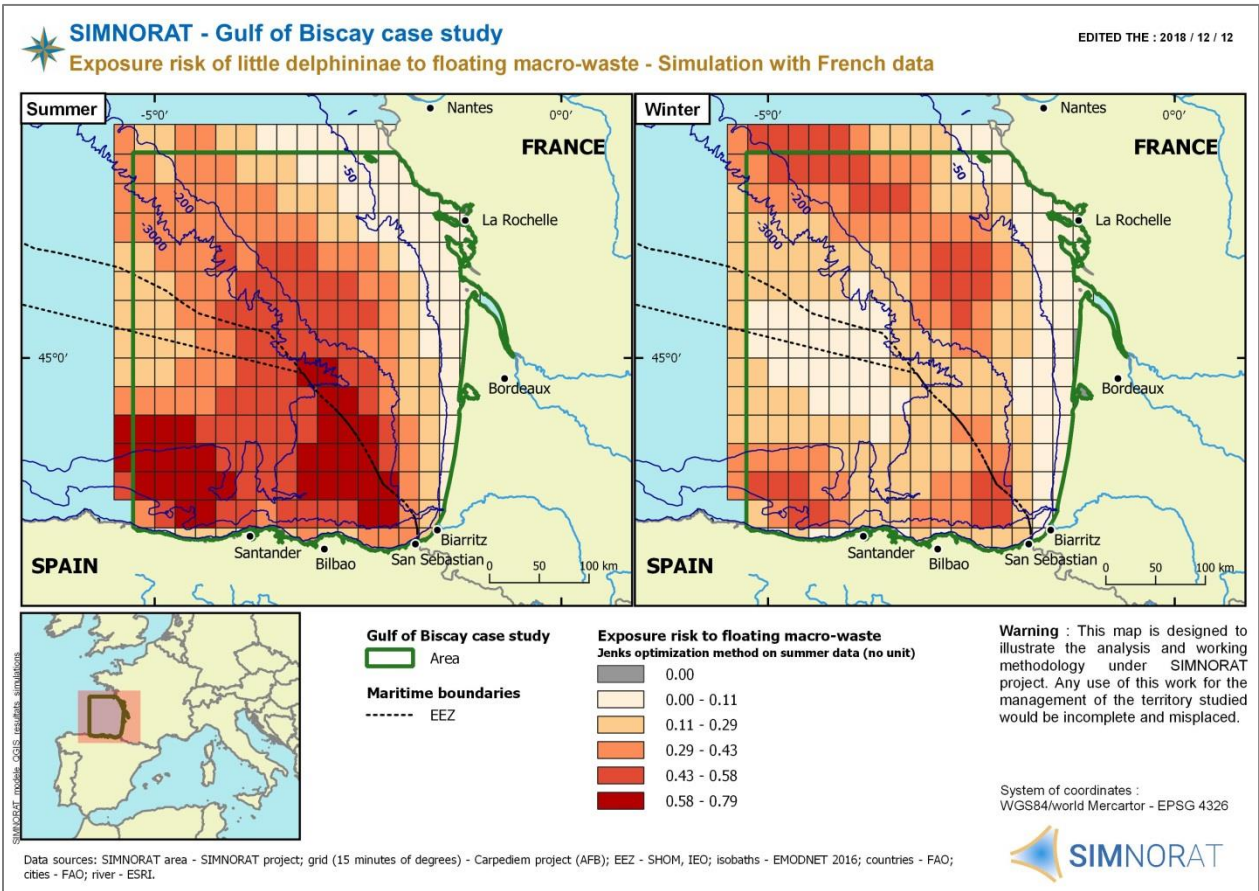 SIMNORAT - Gulf of Biscay case study
EDITED THE : 2018 / 12 / 12
Exposure risk of little delphininae to floating macro-waste - Simulation with French data
Summer
-5°0'
Nantes
0°0'
FRANCE
-50
-200
-3000
La Rochelle
45°0'
Bordeaux
Biarritz
Santander
San Sébastian
Bilbao
SPAIN
0 50 100 km
Winter
-5°0'
Nantes
0°0'
FRANCE
-50
-200
-3000
La Rochelle
45°0'
Bordeaux
Biarritz
Santander
San Sébastian
Bilbao
SPAIN
0 50 100 km
SIMNORAT_modele_QGIS_resultats_simulations
Gulf of Biscay case study
Area
Maritime boundaries
EEZ
Exposure risk to floating macro-waste
Jenks optimization method on summer data (no unit)
0.00
0.00 - 0.11
0.11 - 0.29
0.29 - 0.43
0.43 - 0.58
0.58 - 0.79
Warning : This map is designed to
illustrate the analysis and working
methodology under SIMNORAT
project. Any use of this work for the
management of the territory studied
would be incomplete and misplaced.
System of coordinates :
WGS84/world Mercartor - EPSG 4326
SIMNORAT
Data sources: SIMNORAT area - SIMNORAT project; grid (15 minutes of degrees) - Carpediem project (AFB); EEZ - SHOM, IEO; isobaths - EMODNET 2016; countries - FAO;
cities - FAO; river - ESRI.